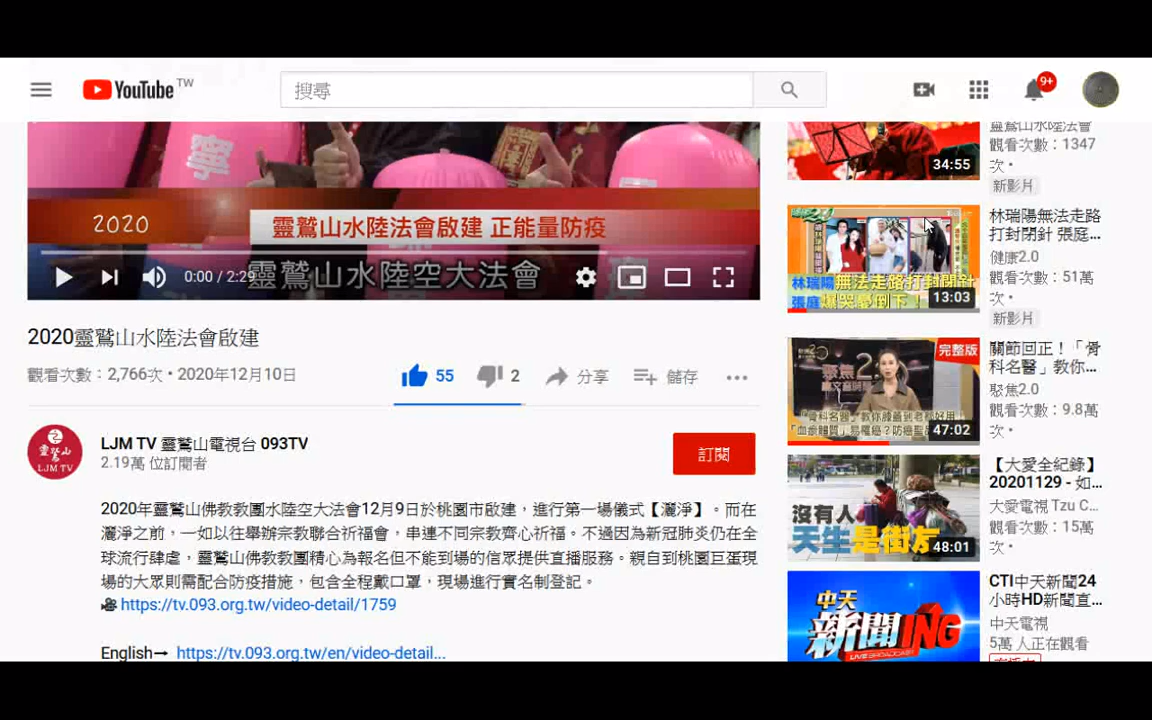 YouTube TW
搜尋
9+
寧
2020
靈鷲山水陸法會啟建 正能量防疫
0:00 / 2:29
靈鷲山水陸空大法會
2020靈鷲山水陸法會啟建
觀看次數：2,766次 • 2020年12月10日
55
2
分享
儲存
LJM TV 靈鷲山電視台 093TV
2.19萬 位訂閱者
訂閱
靈鷲山
LJM TV
2020年靈鷲山佛教教團水陸空大法會12月9日於桃園市啟建，進行第一場儀式【灑淨】。而在
灑淨之前，一如以往舉辦宗教聯合祈福會，串連不同宗教齊心祈福。不過因為新冠肺炎仍在全
球流行肆虐，靈鷲山佛教教團精心為報名但不能到場的信眾提供直播服務。親自到桃園巨蛋現
場的大眾則需配合防疫措施，包含全程戴口罩，現場進行實名制登記。
https://tv.093.org.tw/video-detail/1759
English→ https://tv.093.org.tw/en/video-detail...
34:55
靈鷲山水陸法會
觀看次數：1347
次 •
新影片
林瑞陽
無法走路打封閉針
張庭爆哭憂倒下！
13:03
林瑞陽無法走路
打封閉針 張庭...
健康2.0
觀看次數：51萬
次 •
新影片
聚焦2.0
完整版
47:02
關節回正！「骨
科名醫」教你...
聚焦2.0
觀看次數：9.8萬
次 •
沒有人
天生是街友
48:01
【大愛全紀錄】
20201129 - 如...
大愛電視 Tzu C...
觀看次數：15萬
次 •
中天
新聞ING
LIVE BROADCAST
CTI中天新聞24
小時HD新聞直...
中天電視
5萬 人正在觀看